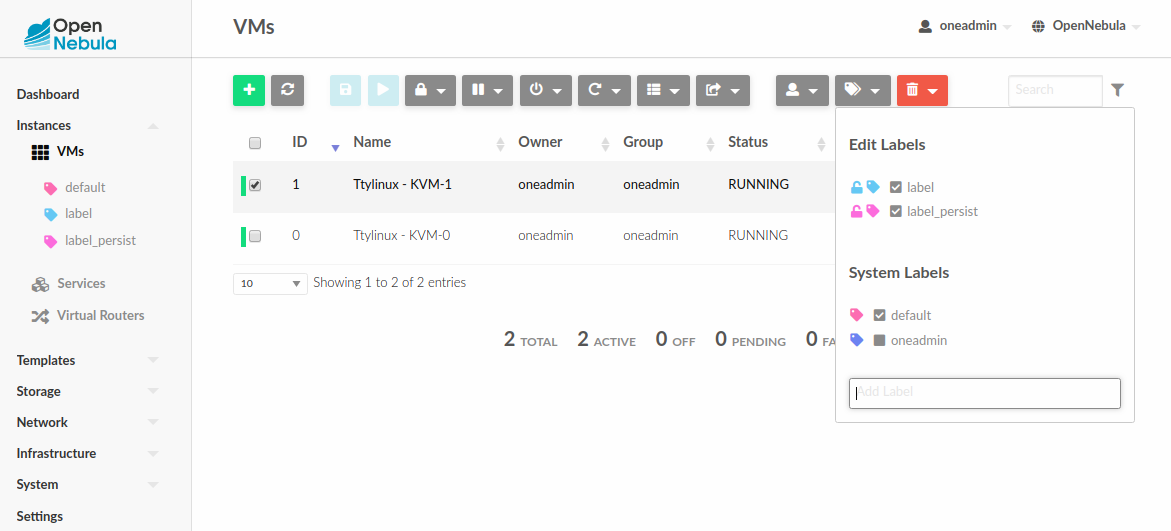 Open
Nebula
VMs
oneadmin
OpenNebula
Search
Dashboard
Instances
VMs
default
label
label_persist
Services
Virtual Routers
Templates
Storage
Network
Infrastructure
System
Settings
ID Name Owner Group Status
1 Ttylinux - KVM-1 oneadmin oneadmin RUNNING
0 Ttylinux - KVM-0 oneadmin oneadmin RUNNING
10 Showing 1 to 2 of 2 entries
2 TOTAL 2 ACTIVE 0 OFF 0 PENDING 0 FA
Edit Labels
label
label_persist
System Labels
default
oneadmin
Add Label